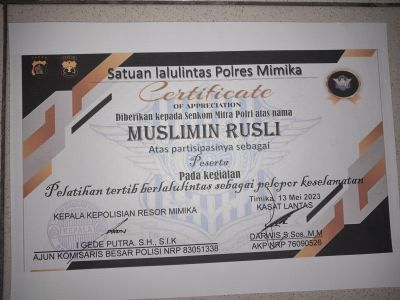 Satuan lalulintas Polres Mimika
Certificate
OF APPRECIATION
Diberikan kepada Senkom Mitra Polri atas nama
MUSLIMIN RUSLI
Atas partisipasinya sebagai
Peserta
Pada kegiatan
Pelatihan tertib berlalulintas sebagai pelopor keselamatan
Timika, 13 Mei 2023
KEPALA KEPOLISIAN RESOR MIMIKA
KASAT LANTAS
I GEDE PUTRA. S.H., S.I.K
AJUN KOMISARIS BESAR POLISI NRP 83051338
DARWIS S.Sos.,M.M
AKP NRP 76090526